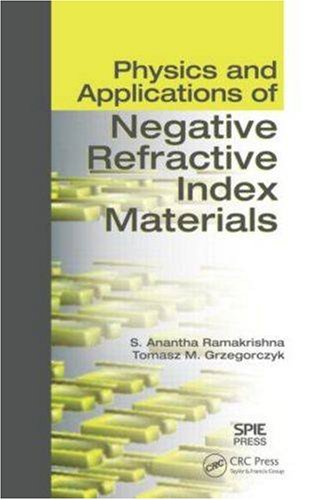 Physics and
Applications of
Negative
Refractive
Index
Materials
S. Anantha Ramakrishna
Tomasz M. Grzegorczyk
SPIE
PRESS
CRC
CRC Press
Taylor & Francis Group